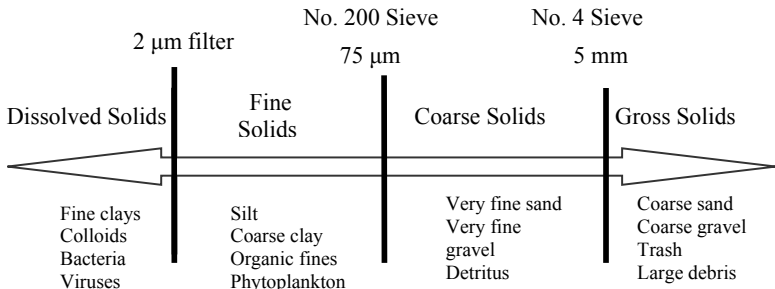 No. 200 Sieve
No. 4 Sieve
2 μm filter
75 μm
5 mm
Dissolved Solids
Fine
Solids
Coarse Solids
Gross Solids
Fine clays
Colloids
Bacteria
Viruses
Silt
Coarse clay
Organic fines
Phytoplankton
Very fine sand
Very fine
gravel
Detritus
Coarse sand
Coarse gravel
Trash
Large debris